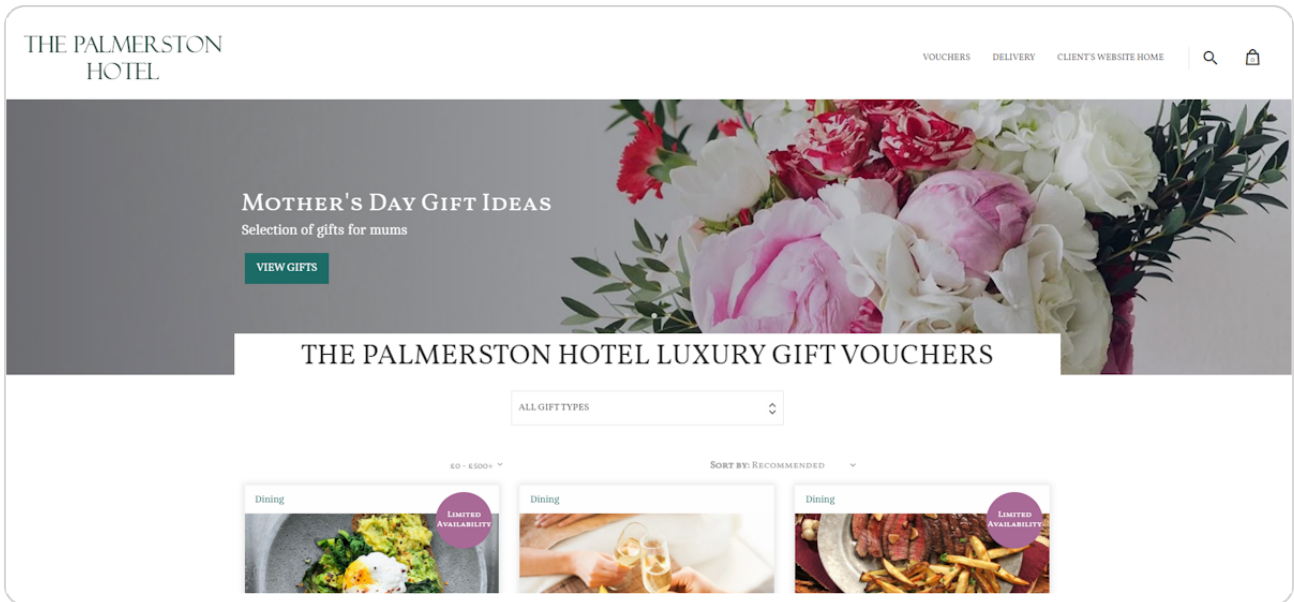 THE PALMERSTON
HOTEL
VOUCHERS DELIVERY CLIENT'S WEBSITE HOME
0
MOTHER'S DAY GIFT IDEAS
Selection of gifts for mums
VIEW GIFTS
THE PALMERSTON HOTEL LUXURY GIFT VOUCHERS
ALL GIFT TYPES
£0 - £500+ SORT BY: RECOMMENDED
Dining
LIMITED
AVAILABILITY
Dining
Dining
LIMITED
AVAILABILITY